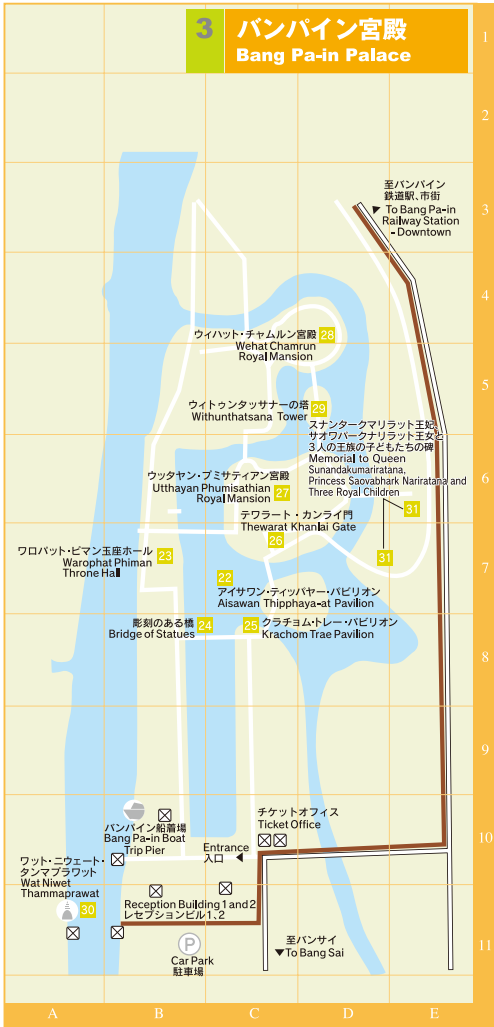 3
バンパイン宮殿
Bang Pa-in Palace
1
2
3
4
5
6
7
8
9
10
11
至バンパイン
鉄道駅、市街
To Bang Pa-in
Railway Station
- Downtown
ウィハット・チャムルン宮殿 28
Wehat Chamrun
Royal Mansion
ウィトゥンタッサナーの塔
Withunthatsana Tower
29
スナンタークマリラット王妃、
サオワパークナリラット王女と
3人の王族の子どもたちの碑
Memorial to Queen
Sunandakumariratana,
Princess Saovabhark Nariratana and
Three Royal Children
31
31
ウッタヤン・プミサティアン宮殿
Utthayan Phumisathian
Royal Mansion
27
テワラート・カンライ門
Thewarat Khanlai Gate
26
ワロパット・ピマン玉座ホール
Warophat Phiman
Throne Hall
23
22
アイサワン・ティッパヤー・パビリオン
Aisawan Thipphaya-at Pavilion
彫刻のある橋 24
Bridge of Statues
25 クラチョム・トレー・パビリオン
Krachom Trae Pavilion
バンパイン船着場
Bang Pa-in Boat
Trip Pier
チケットオフィス
Ticket Office
Entrance
入口
ワット・ニウェート・
タンマプラワット
Wat Niwet
Thammaprawat
30
Reception Building 1 and 2
レセプションビル1、2
P
Car Park
駐車場
至バンサイ
To Bang Sai
A
B
C
D
E